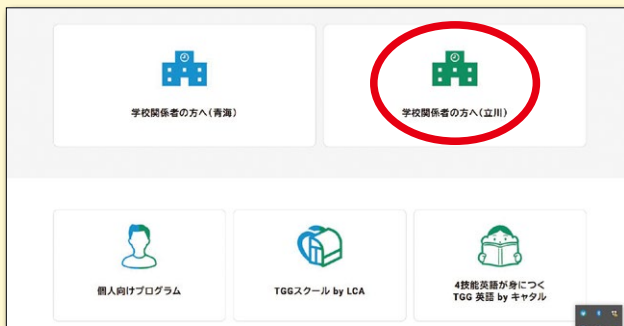 学校関係者の方へ(青海)
学校関係者の方へ(立川)
個人向けプログラム
TGGスクール by LCA
4技能英語が身につく
TGG 英語 by キャタル